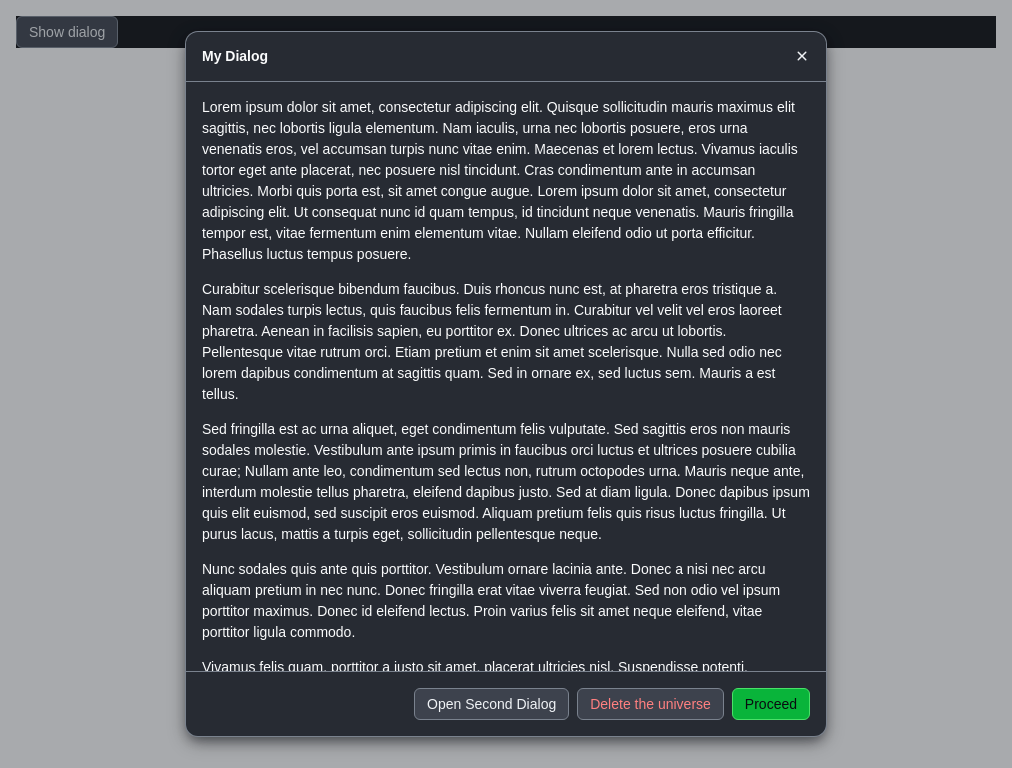 Show dialog
My Dialog
Lorem ipsum dolor sit amet, consectetur adipiscing elit. Quisque sollicitudin mauris maximus elit
sagittis, nec lobortis ligula elementum. Nam iaculis, urna nec lobortis posuere, eros urna
venenatis eros, vel accumsan turpis nunc vitae enim. Maecenas et lorem lectus. Vivamus iaculis
tortor eget ante placerat, nec posuere nisl tincidunt. Cras condimentum ante in accumsan
ultricies. Morbi quis porta est, sit amet congue augue. Lorem ipsum dolor sit amet, consectetur
adipiscing elit. Ut consequat nunc id quam tempus, id tincidunt neque venenatis. Mauris fringilla
tempor est, vitae fermentum enim elementum vitae. Nullam eleifend odio ut porta efficitur.
Phasellus luctus tempus posuere.
Curabitur scelerisque bibendum faucibus. Duis rhoncus nunc est, at pharetra eros tristique a.
Nam sodales turpis lectus, quis faucibus felis fermentum in. Curabitur vel velit vel eros laoreet
pharetra. Aenean in facilisis sapien, eu porttitor ex. Donec ultrices ac arcu ut lobortis.
Pellentesque vitae rutrum orci. Etiam pretium et enim sit amet scelerisque. Nulla sed odio nec
lorem dapibus condimentum at sagittis quam. Sed in ornare ex, sed luctus sem. Mauris a est
tellus.
Sed fringilla est ac urna aliquet, eget condimentum felis vulputate. Sed sagittis eros non mauris
sodales molestie. Vestibulum ante ipsum primis in faucibus orci luctus et ultrices posuere cubilia
curae; Nullam ante leo, condimentum sed lectus non, rutrum octopodes urna. Mauris neque ante,
interdum molestie tellus pharetra, eleifend dapibus justo. Sed at diam ligula. Donec dapibus ipsum
quis elit euismod, sed suscipit eros euismod. Aliquam pretium felis quis risus luctus fringilla. Ut
purus lacus, mattis a turpis eget, sollicitudin pellentesque neque.
Nunc sodales quis ante quis porttitor. Vestibulum ornare lacinia ante. Donec a nisi nec arcu
aliquam pretium in nec nunc. Donec fringilla erat vitae viverra feugiat. Sed non odio vel ipsum
porttitor maximus. Donec id eleifend lectus. Proin varius felis sit amet neque eleifend, vitae
porttitor ligula commodo.
Vivamus felis quam, porttitor a justo sit amet, placerat ultricies nisl. Suspendisse potenti.
Open Second Dialog
Delete the universe
Proceed